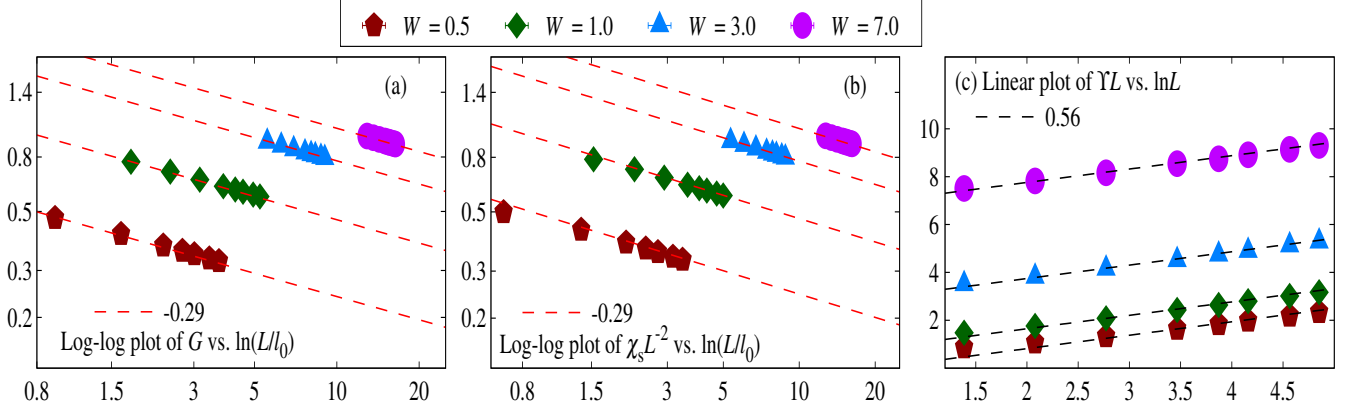 W = 0.5 W = 1.0 W = 3.0 W = 7.0
(a)
1.4
0.8
0.5
0.3
0.2
-0.29
Log-log plot of G vs. ln(L/l₀)
0.8 1.5 3 5 10 20
(b)
1.4
0.8
0.5
0.3
0.2
-0.29
Log-log plot of χₛL⁻² vs. ln(L/l₀)
0.8 1.5 3 5 10 20
(c) Linear plot of ϒL vs. lnL
0.56
10
8
6
4
2
1.5 2 2.5 3 3.5 4 4.5